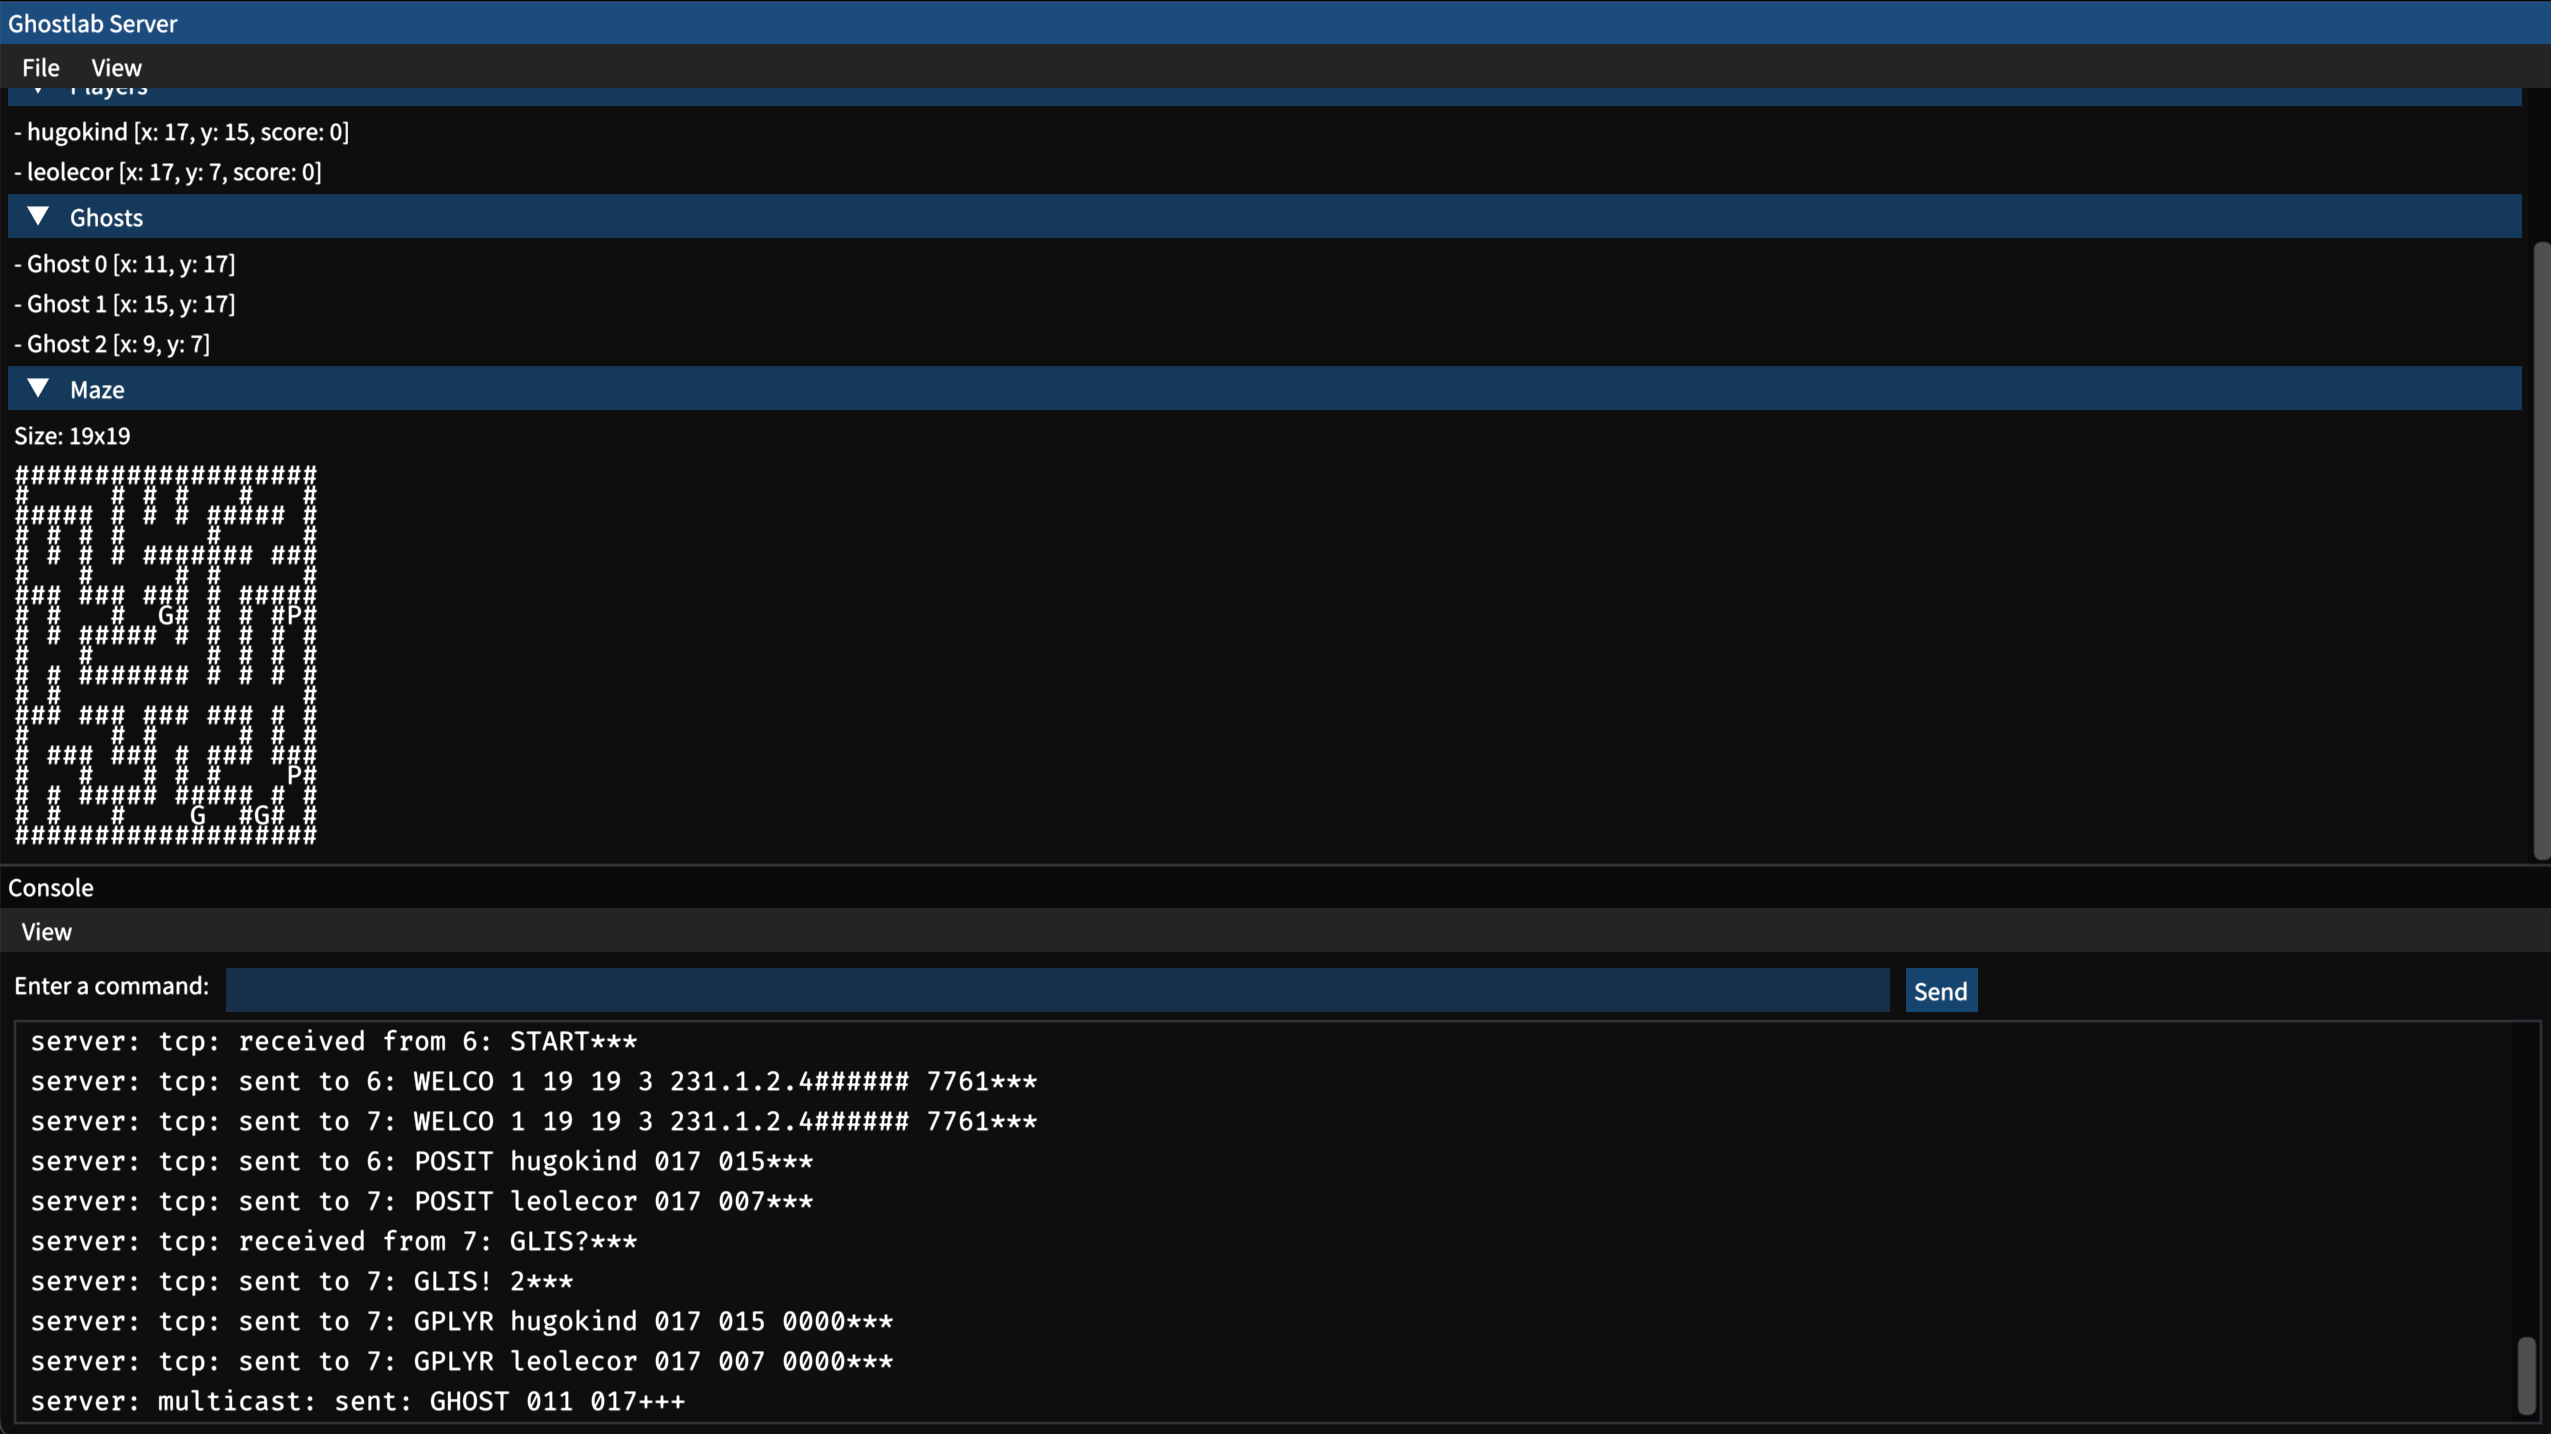 Ghostlab Server
File View
Players
- hugokind [x: 17, y: 15, score: 0]
- leolecor [x: 17, y: 7, score: 0]
Ghosts
- Ghost 0 [x: 11, y: 17]
- Ghost 1 [x: 15, y: 17]
- Ghost 2 [x: 9, y: 7]
Maze
Size: 19x19
###################
#     # # #   #   #
##### # # # ##### #
# # # #     #     #
# # # # ####### ###
#   #     # #     #
### ### ### # #####
# #   #  G# # # #P#
# # ##### # # # # #
#   #       # # # #
# # ####### # # # #
# #               #
### ### ### ### # #
#     # #     # # #
# ### ### # ### ###
#   #   # # #    P#
# # ##### ##### # #
# #   #    G  #G# #
###################
Console
View
Enter a command: Send
server: tcp: received from 6: START***
server: tcp: sent to 6: WELCO 1 19 19 3 231.1.2.4###### 7761***
server: tcp: sent to 7: WELCO 1 19 19 3 231.1.2.4###### 7761***
server: tcp: sent to 6: POSIT hugokind 017 015***
server: tcp: sent to 7: POSIT leolecor 017 007***
server: tcp: received from 7: GLIS?***
server: tcp: sent to 7: GLIS! 2***
server: tcp: sent to 7: GPLYR hugokind 017 015 0000***
server: tcp: sent to 7: GPLYR leolecor 017 007 0000***
server: multicast: sent: GHOST 011 017+++